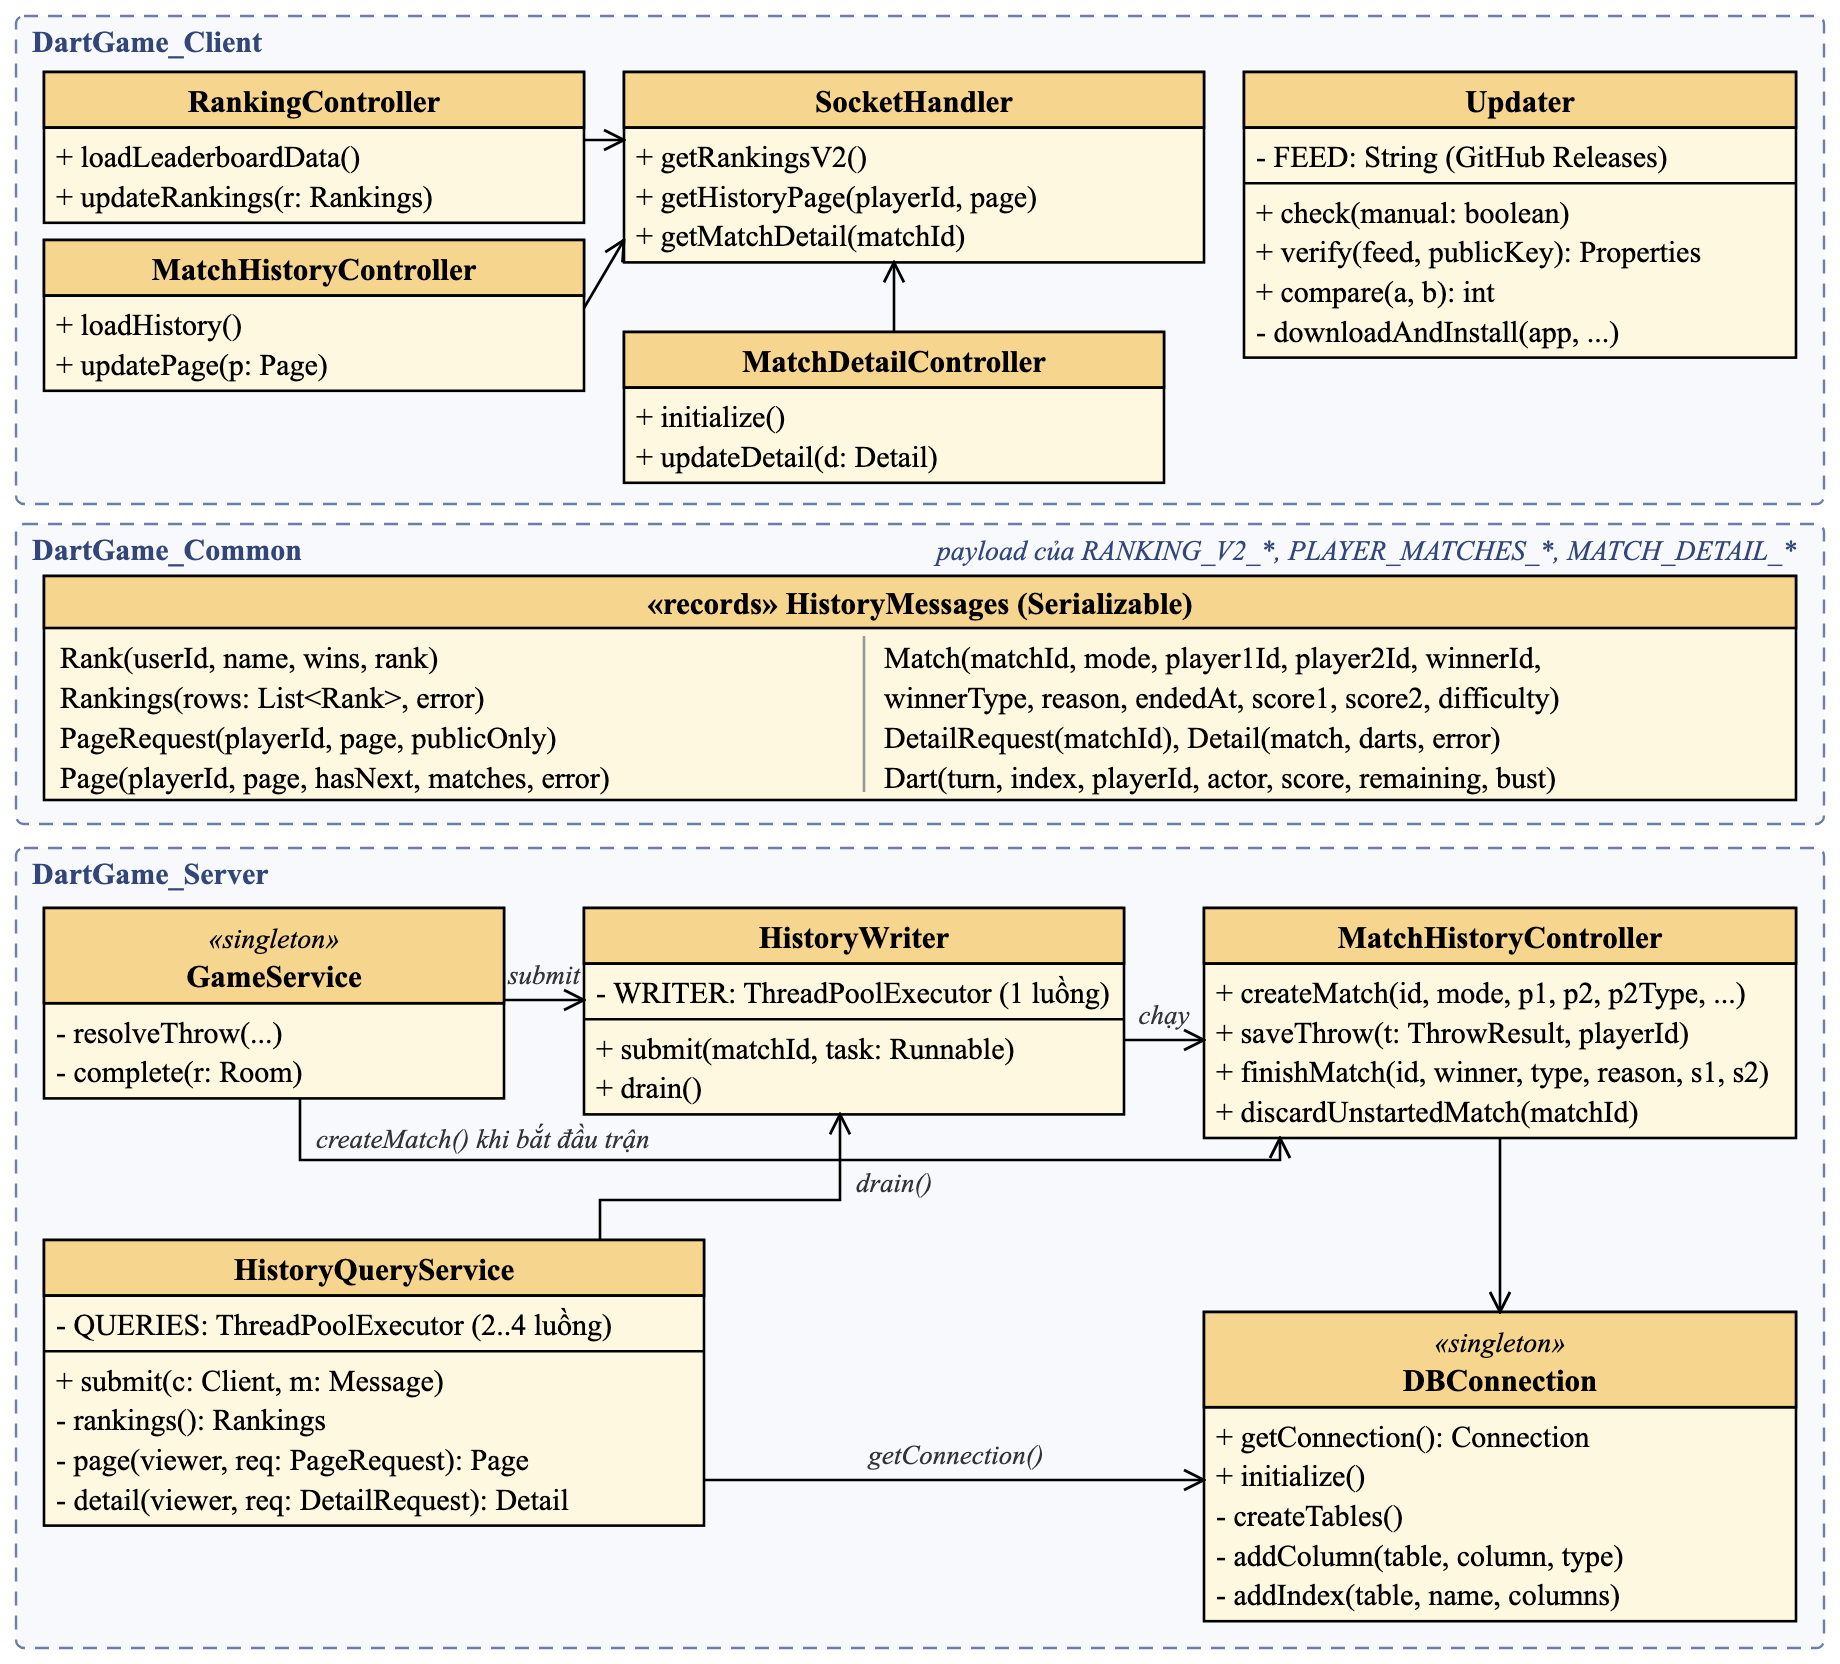 DartGame_Client
RankingController
+ loadLeaderboardData()
+ updateRankings(r: Rankings)
MatchHistoryController
+ loadHistory()
+ updatePage(p: Page)
SocketHandler
+ getRankingsV2()
+ getHistoryPage(playerId, page)
+ getMatchDetail(matchId)
MatchDetailController
+ initialize()
+ updateDetail(d: Detail)
Updater
- FEED: String (GitHub Releases)
+ check(manual: boolean)
+ verify(feed, publicKey): Properties
+ compare(a, b): int
- downloadAndInstall(app, ...)
DartGame_Common
payload của RANKING_V2_*, PLAYER_MATCHES_*, MATCH_DETAIL_*
«records» HistoryMessages (Serializable)
Rank(userId, name, wins, rank)
Rankings(rows: List<Rank>, error)
PageRequest(playerId, page, publicOnly)
Page(playerId, page, hasNext, matches, error)
Match(matchId, mode, player1Id, player2Id, winnerId,
winnerType, reason, endedAt, score1, score2, difficulty)
DetailRequest(matchId), Detail(match, darts, error)
Dart(turn, index, playerId, actor, score, remaining, bust)
DartGame_Server
«singleton»
GameService
- resolveThrow(...)
- complete(r: Room)
submit
HistoryWriter
- WRITER: ThreadPoolExecutor (1 luồng)
+ submit(matchId, task: Runnable)
+ drain()
chạy
MatchHistoryController
+ createMatch(id, mode, p1, p2, p2Type, ...)
+ saveThrow(t: ThrowResult, playerId)
+ finishMatch(id, winner, type, reason, s1, s2)
+ discardUnstartedMatch(matchId)
createMatch() khi bắt đầu trận
drain()
HistoryQueryService
- QUERIES: ThreadPoolExecutor (2..4 luồng)
+ submit(c: Client, m: Message)
- rankings(): Rankings
- page(viewer, req: PageRequest): Page
- detail(viewer, req: DetailRequest): Detail
getConnection()
«singleton»
DBConnection
+ getConnection(): Connection
+ initialize()
- createTables()
- addColumn(table, column, type)
- addIndex(table, name, columns)